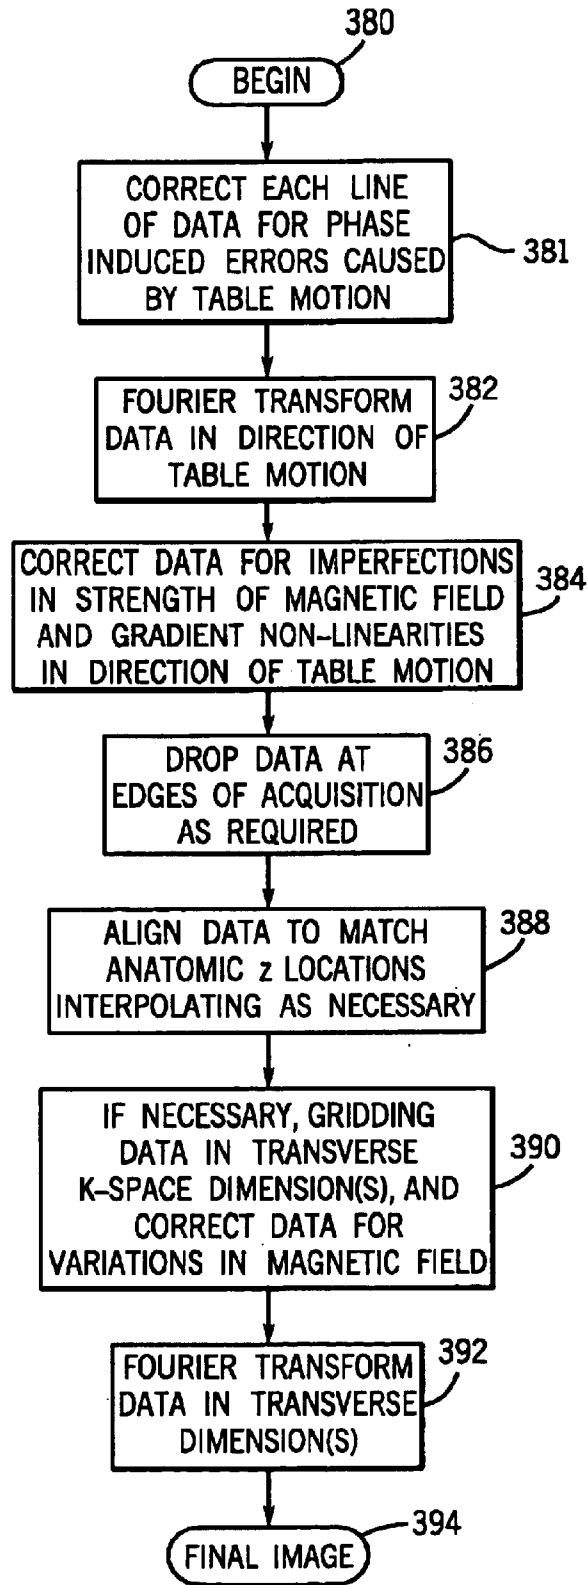 380
BEGIN
CORRECT EACH LINE
OF DATA FOR PHASE
INDUCED ERRORS CAUSED
BY TABLE MOTION
381
FOURIER TRANSFORM
DATA IN DIRECTION OF
TABLE MOTION
382
CORRECT DATA FOR IMPERFECTIONS
IN STRENGTH OF MAGNETIC FIELD
AND GRADIENT NON-LINEARITIES
IN DIRECTION OF TABLE MOTION
384
DROP DATA AT
EDGES OF ACQUISITION
AS REQUIRED
386
ALIGN DATA TO MATCH
ANATOMIC z LOCATIONS
INTERPOLATING AS NECESSARY
388
IF NECESSARY, GRIDDING
DATA IN TRANSVERSE
K-SPACE DIMENSION(S), AND
CORRECT DATA FOR
VARIATIONS IN MAGNETIC FIELD
390
FOURIER TRANSFORM
DATA IN TRANSVERSE
DIMENSION(S)
392
394
FINAL IMAGE